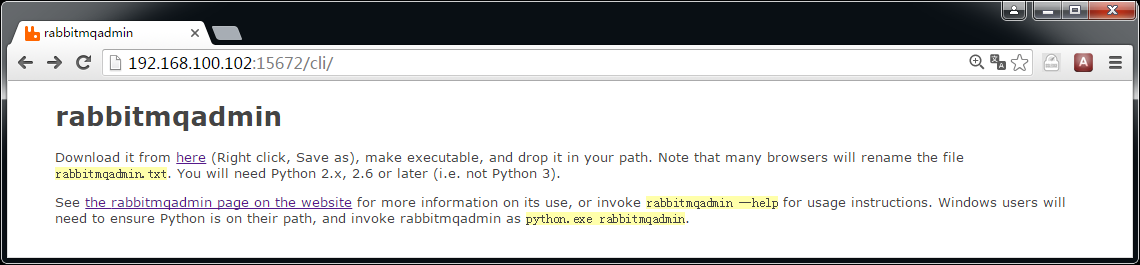 rabbitmqadmin
192.168.100.102:15672/cli/
A
rabbitmqadmin
Download it from here (Right click, Save as), make executable, and drop it in your path. Note that many browsers will rename the file
rabbitmqadmin.txt. You will need Python 2.x, 2.6 or later (i.e. not Python 3).
See the rabbitmqadmin page on the website for more information on its use, or invoke rabbitmqadmin --help for usage instructions. Windows users will
need to ensure Python is on their path, and invoke rabbitmqadmin as python.exe rabbitmqadmin.